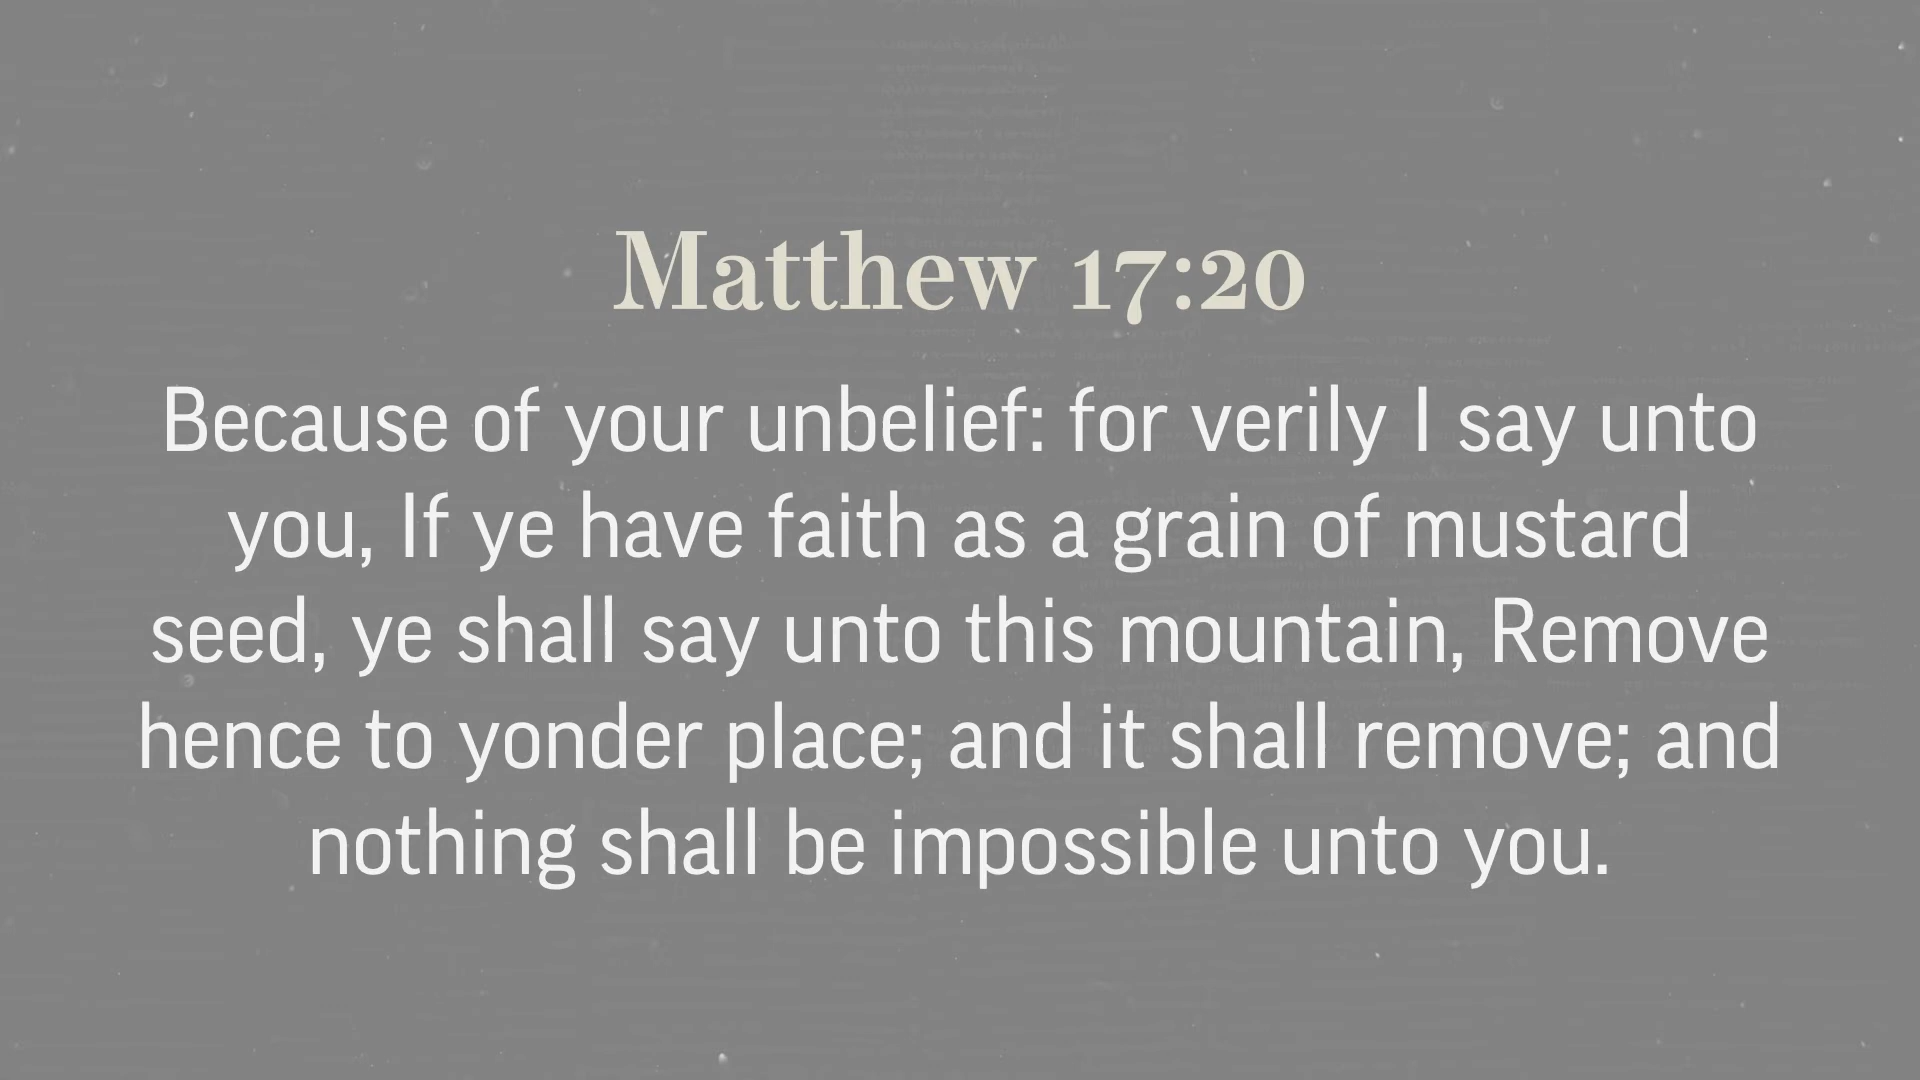 Matthew 17:20
Because of your unbelief: for verily I say unto
you, If ye have faith as a grain of mustard
seed, ye shall say unto this mountain, Remove
hence to yonder place; and it shall remove; and
nothing shall be impossible unto you.